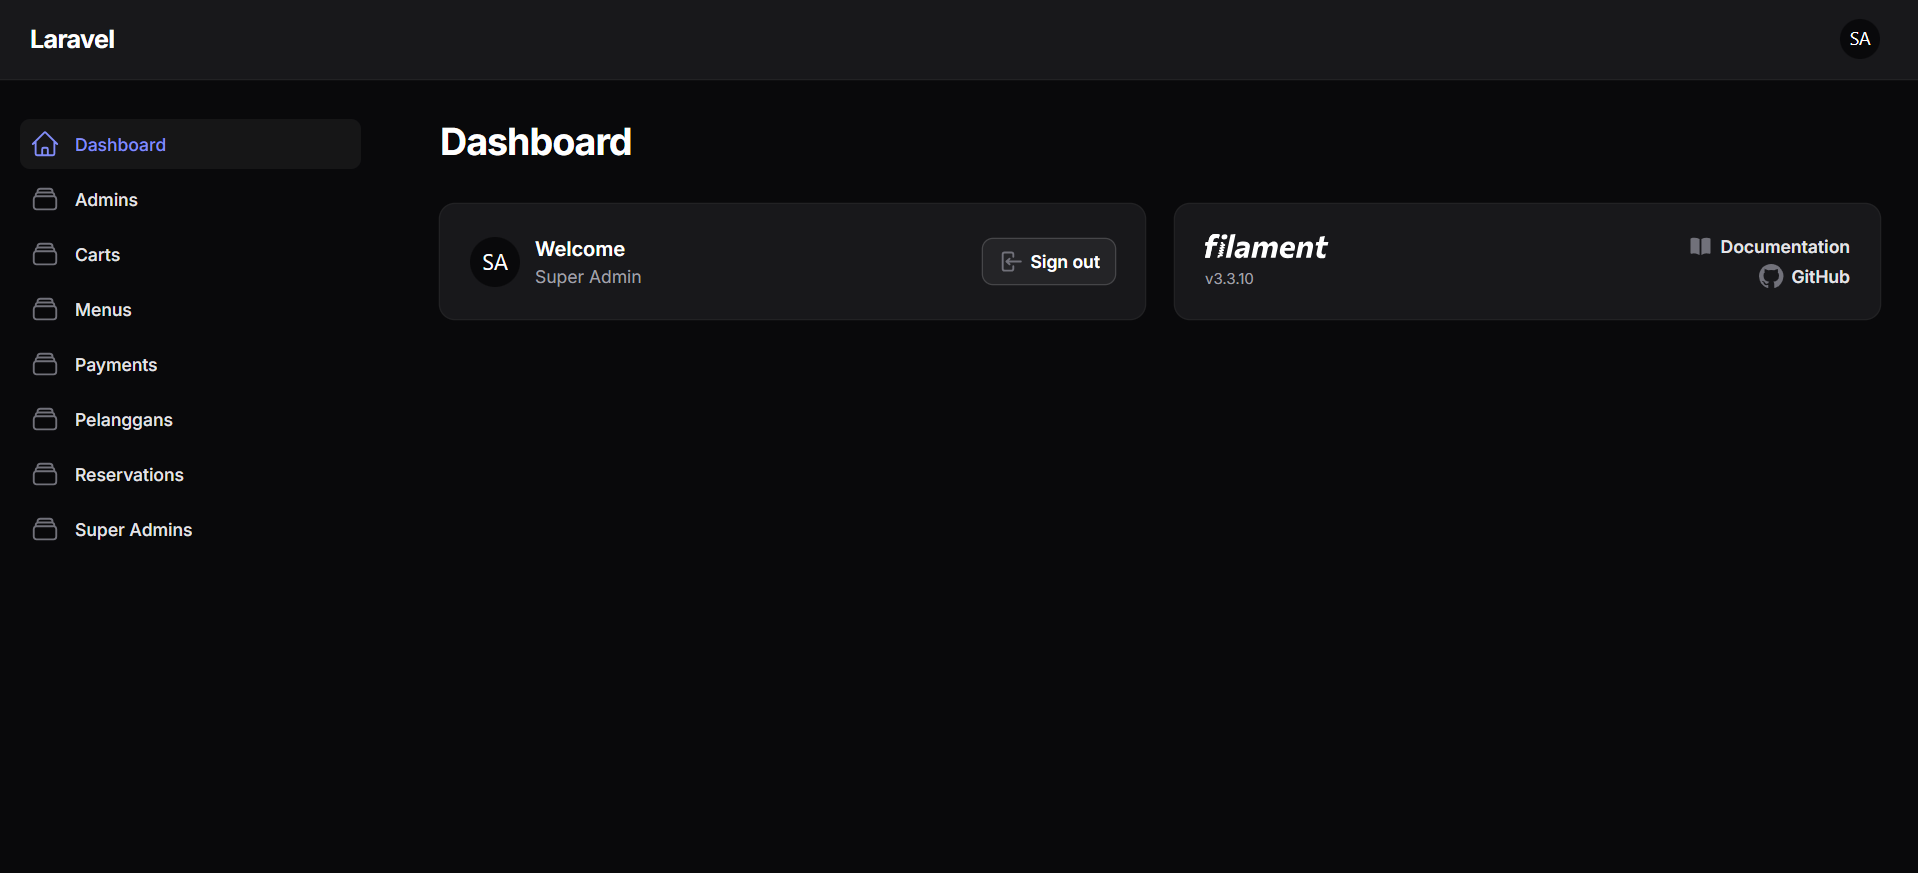 Laravel
SA
Dashboard
Admins
Carts
Menus
Payments
Pelanggans
Reservations
Super Admins
Dashboard
SA
Welcome
Super Admin
Sign out
filament
v3.3.10
Documentation
GitHub